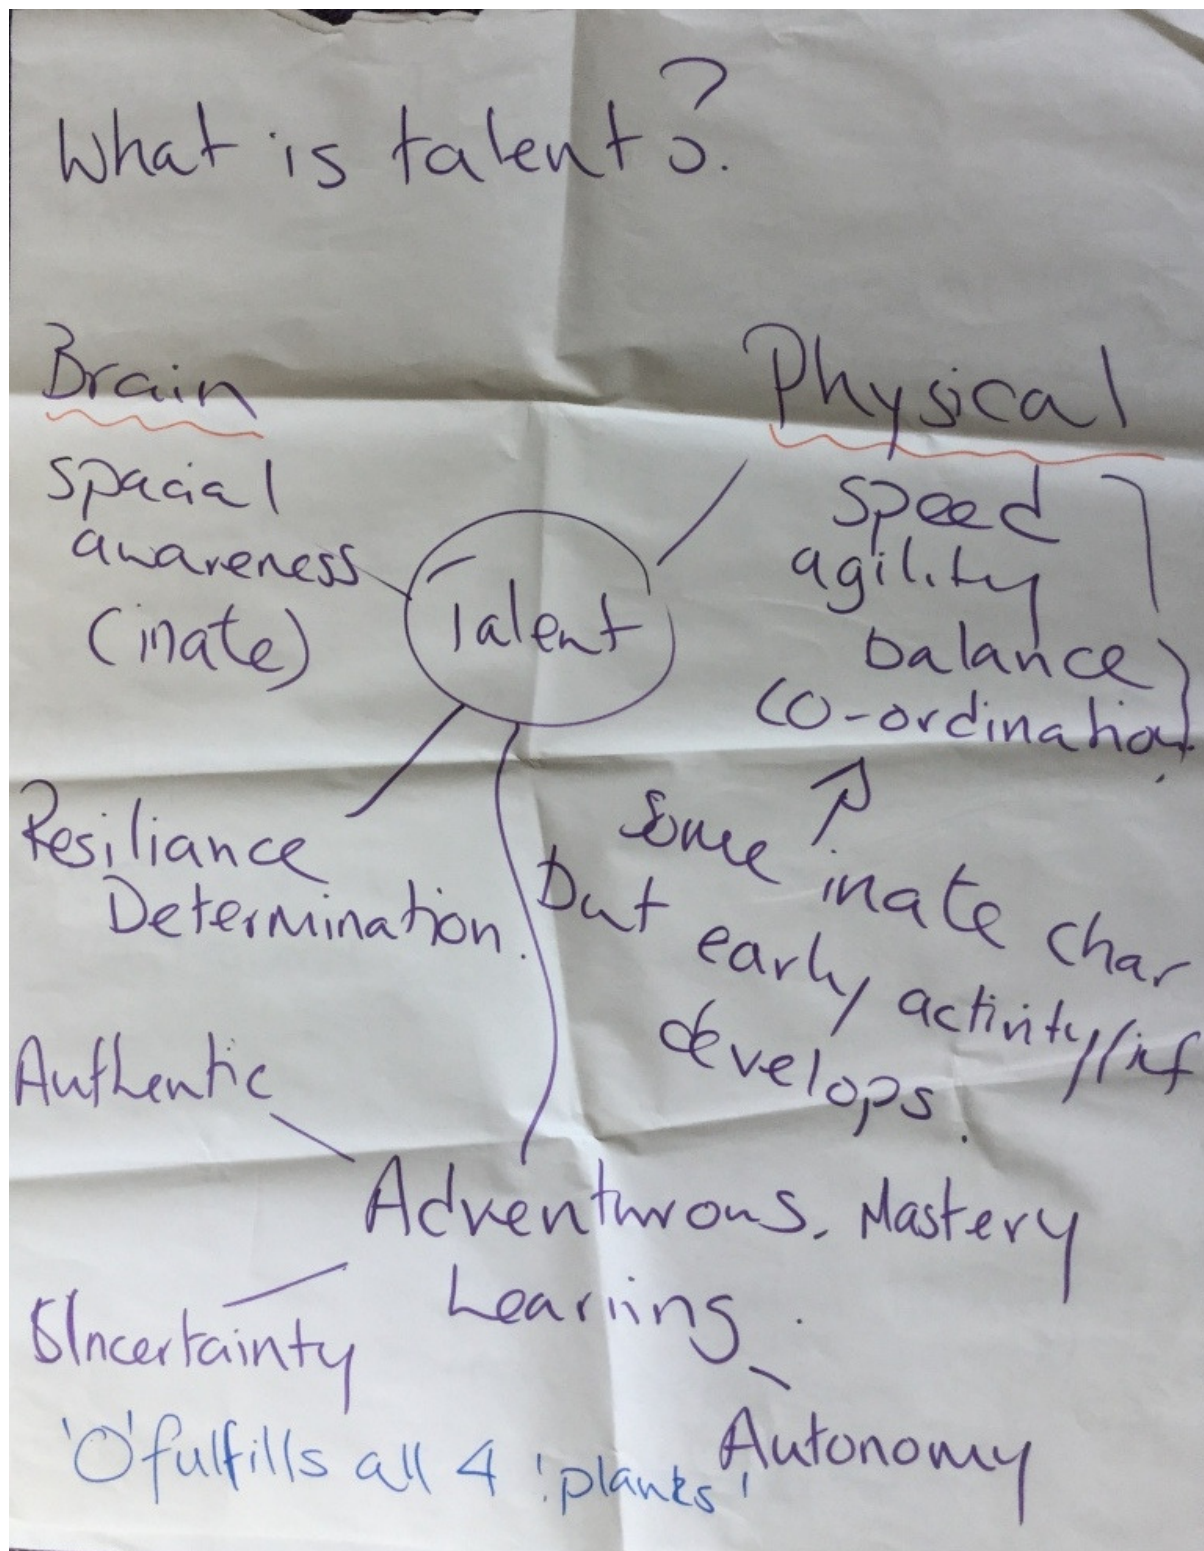 What is talent?
Brain
Spacial
awareness
(inate)
Physical
Speed
agility
balance
co-ordination
Talent
Some inate char
but early activity/inf
develops.
Resiliance
Determination.
Authentic
Adventurous. Mastery
Learning.
Uncertainty
Autonomy
'O' fulfills all 4 'planks'